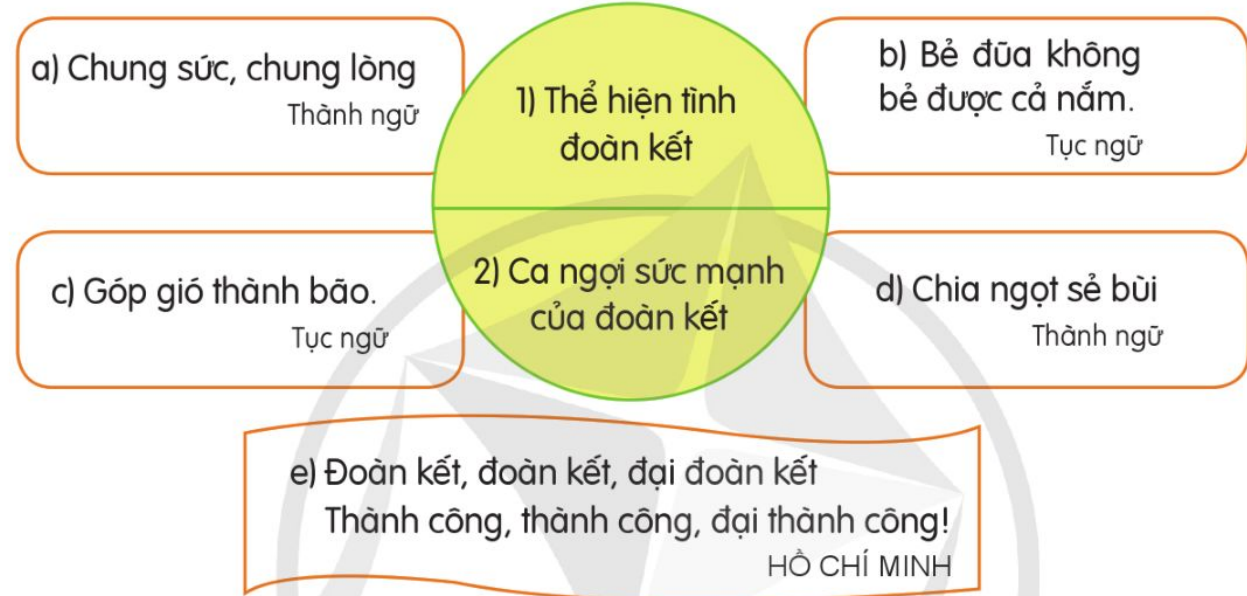 a) Chung sức, chung lòng
Thành ngữ
1) Thể hiện tình
đoàn kết
b) Bẻ đũa không
bẻ được cả nắm.
Tục ngữ
c) Góp gió thành bão.
Tục ngữ
2) Ca ngợi sức mạnh
của đoàn kết
d) Chia ngọt sẻ bùi
Thành ngữ
e) Đoàn kết, đoàn kết, đại đoàn kết
Thành công, thành công, đại thành công!
HỒ CHÍ MINH